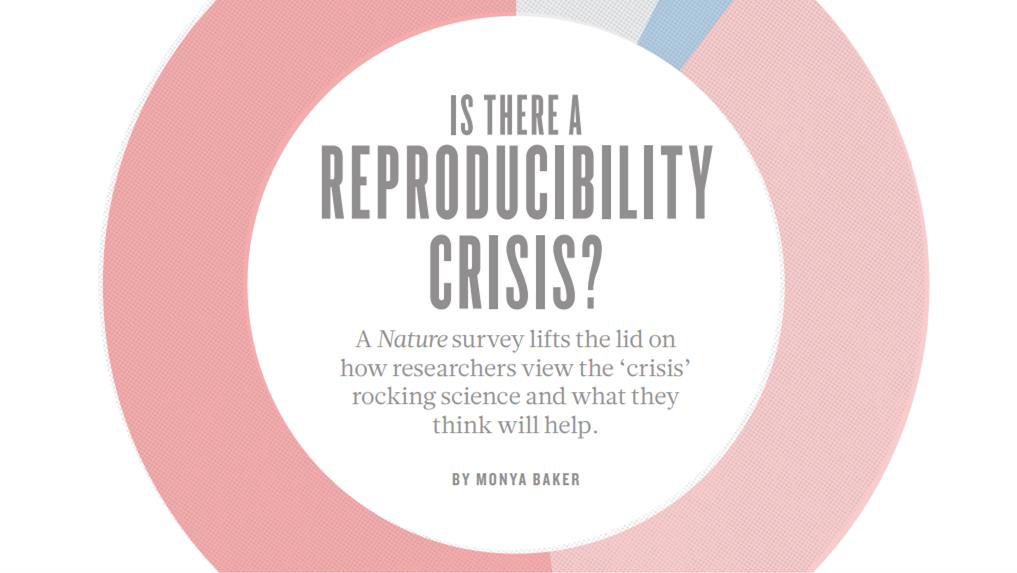 IS THERE A
REPRODUCIBILITY
CRISIS?
A Nature survey lifts the lid on
how researchers view the ‘crisis’
rocking science and what they
think will help.
BY MONYA BAKER